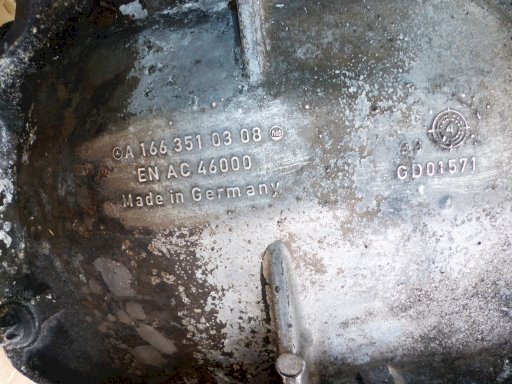 A 166 351 03 08
EN AC 46000
Made in Germany
GD01571